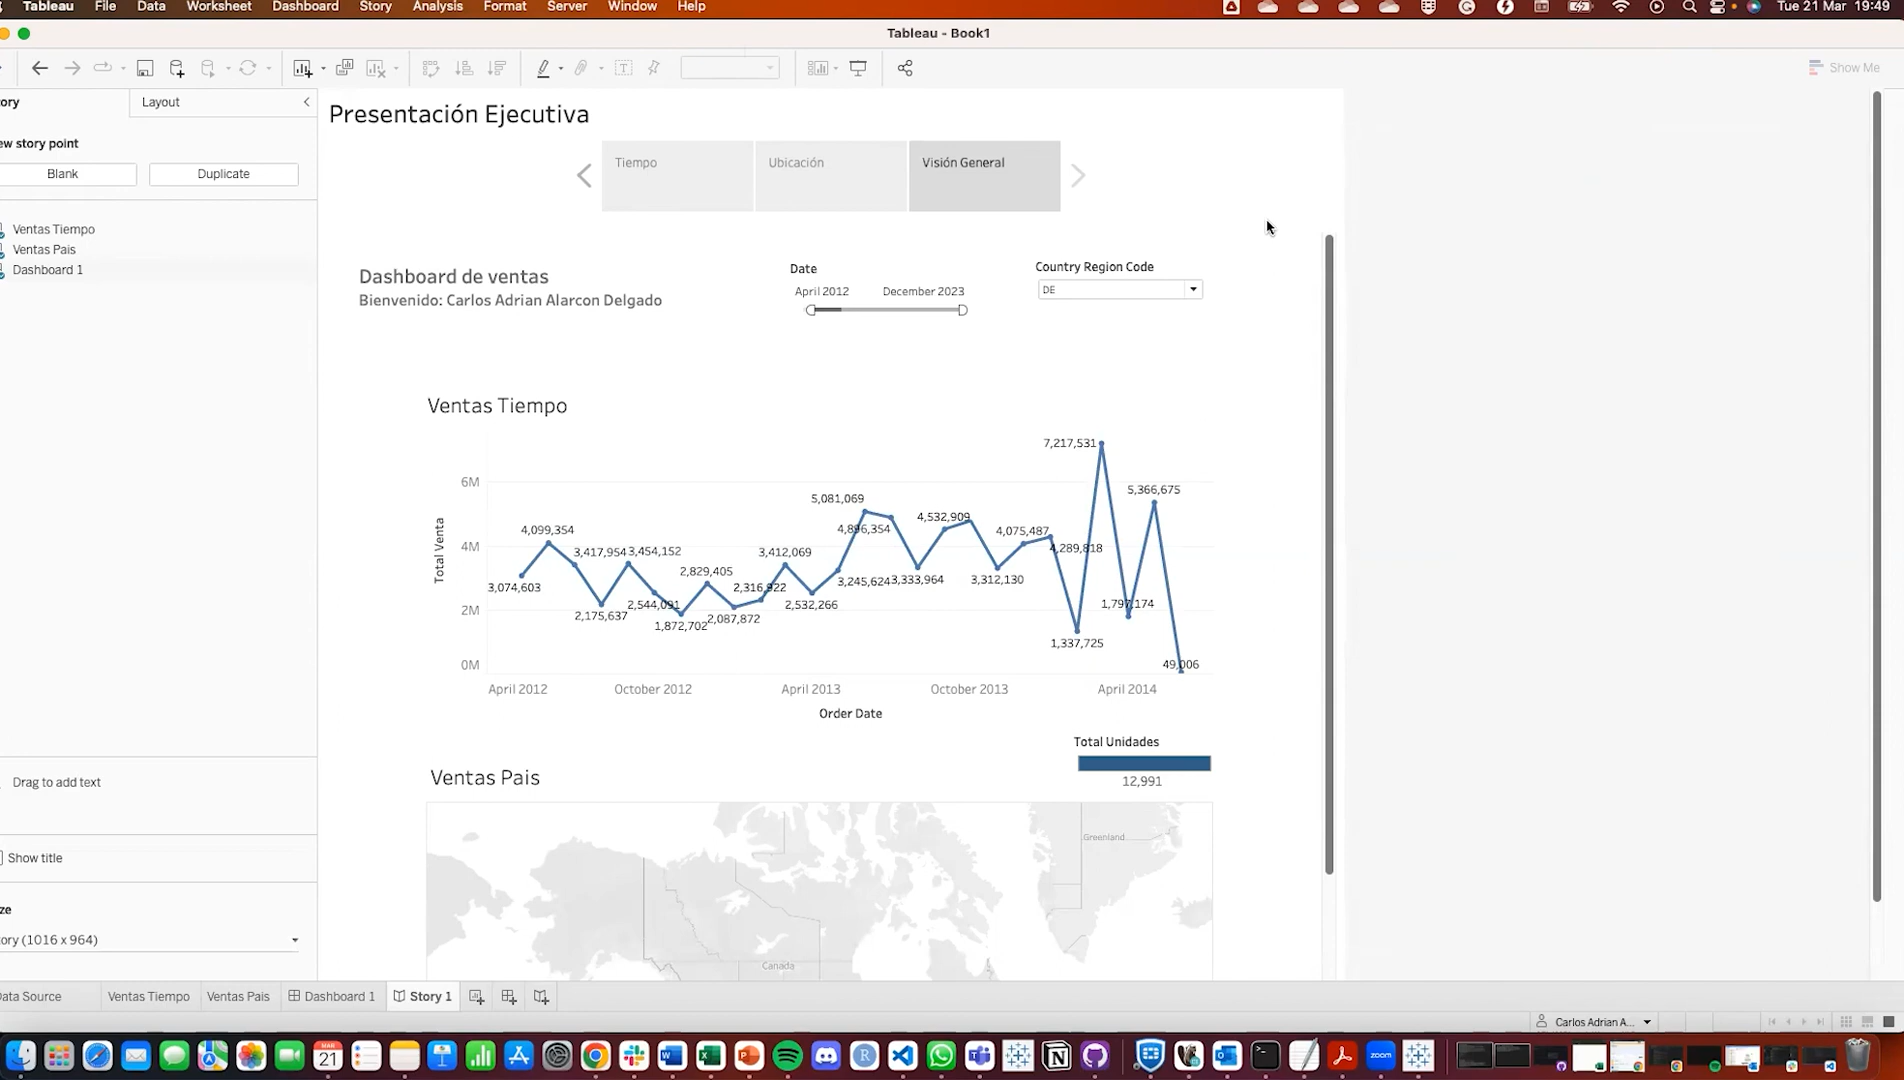 Tableau File Data Worksheet Dashboard Story Analysis Format Server Window Help Tue 21 Mar 19:49
Tableau - Book1
Show Me
ory Layout
Presentación Ejecutiva
ew story point
Blank Duplicate
Tiempo Ubicación Visión General
Ventas Tiempo
Ventas Pais
Dashboard 1
Dashboard de ventas
Bienvenido: Carlos Adrian Alarcon Delgado
Date
April 2012 December 2023
Country Region Code
DE
Ventas Tiempo
7,217,531
6M
5,366,675
5,081,069
4,099,354
4,896,354
4,532,909
4,075,487
4M
Total Venta
3,417,954
3,454,152
3,412,069
4,289,818
3,074,603
2,829,405
2,316,922
3,245,624
3,333,964
3,312,130
2M
2,175,637
2,544,091
1,872,702
2,087,872
2,532,266
1,797,174
1,337,725
0M
49,006
April 2012 October 2012 April 2013 October 2013 April 2014
Order Date
Total Unidades
12,991
Ventas Pais
Greenland
Canada
Drag to add text
Show title
ze
tory (1016 x 964)
ata Source Ventas Tiempo Ventas Pais Dashboard 1 Story 1
Carlos Adrian A...
MAR
21
zoom